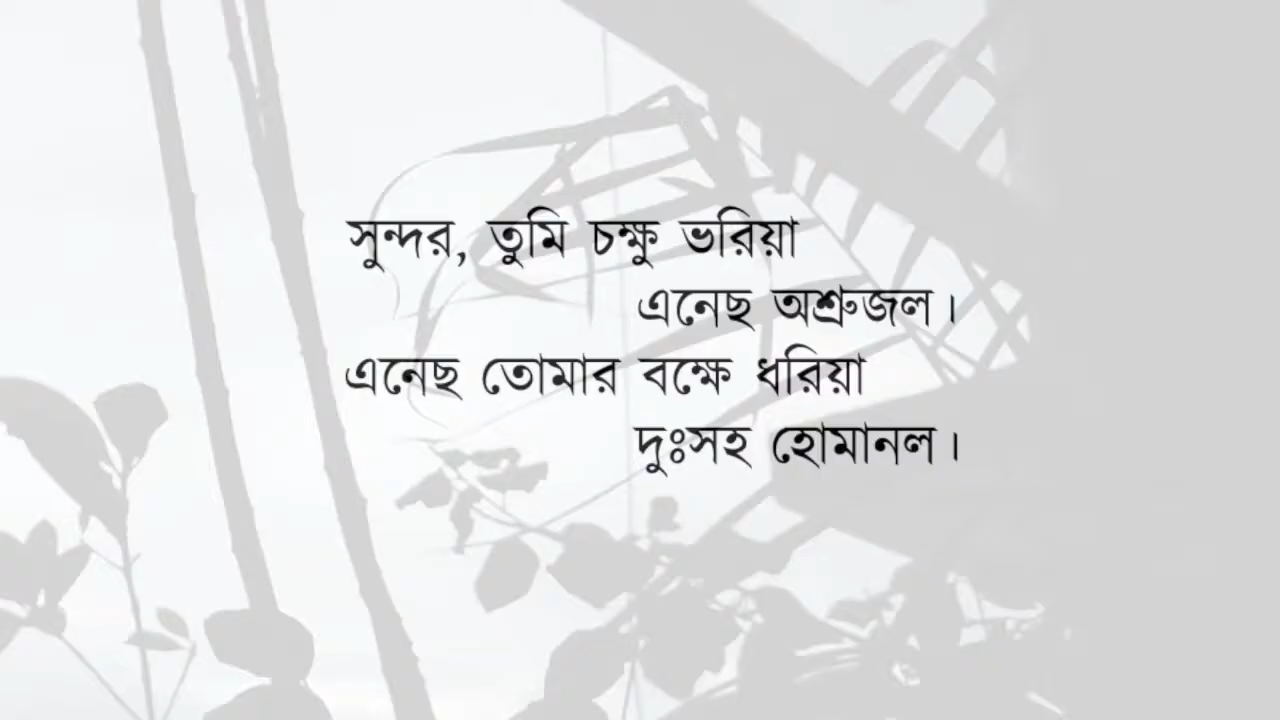 সুন্দর, তুমি চক্ষু ভরিয়া
এনেছ অশ্রুজল।
এনেছ তোমার বক্ষে ধরিয়া
দুঃসহ হোমানল।